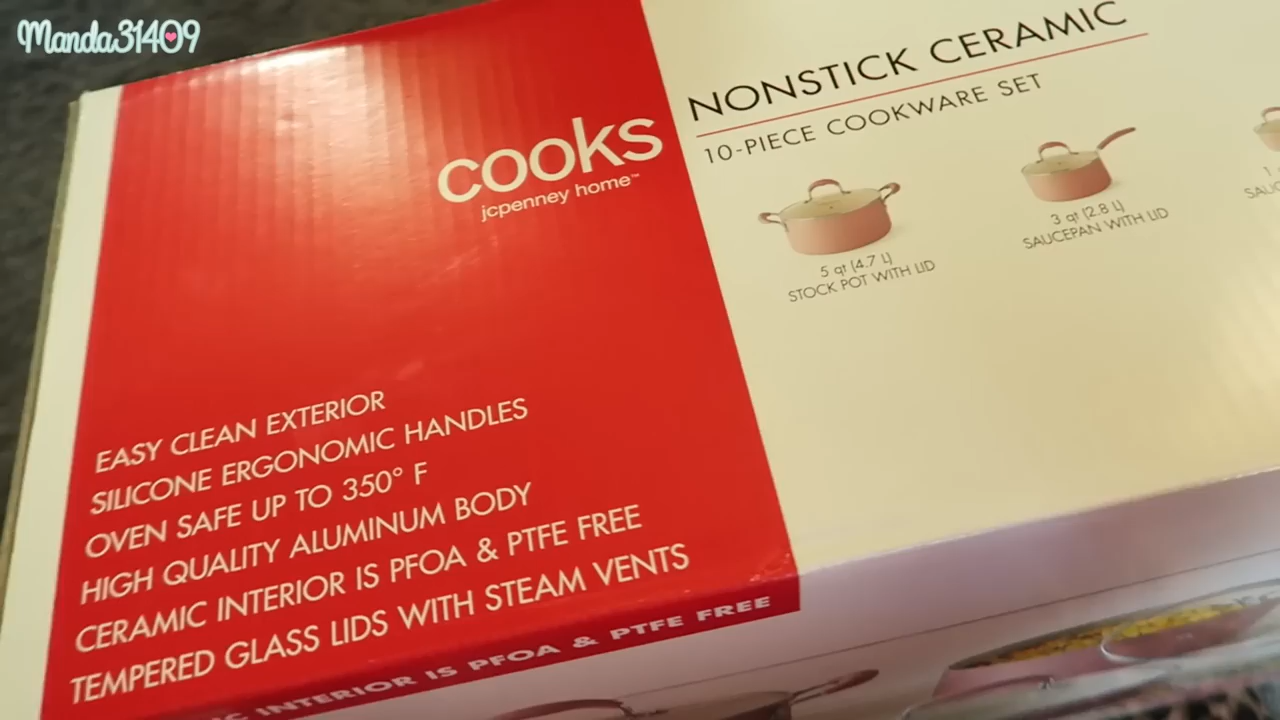 Manda31409
cooks
jcpenney home™
EASY CLEAN EXTERIOR
SILICONE ERGONOMIC HANDLES
OVEN SAFE UP TO 350° F
HIGH QUALITY ALUMINUM BODY
CERAMIC INTERIOR IS PFOA & PTFE FREE
TEMPERED GLASS LIDS WITH STEAM VENTS
NONSTICK CERAMIC
10-PIECE COOKWARE SET
5 qt (4.7 L)
STOCK POT WITH LID
3 qt (2.8 L)
SAUCEPAN WITH LID
INTERIOR IS PFOA & PTFE FREE